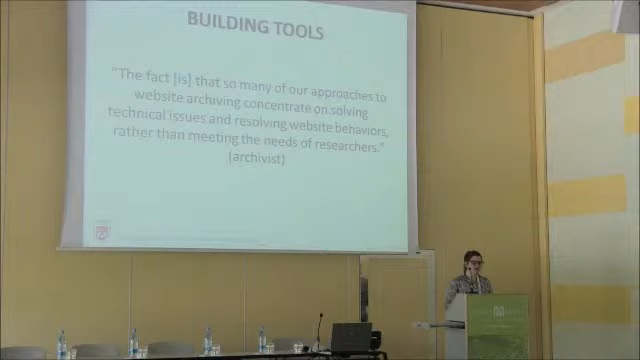 BUILDING TOOLS
"The fact [is] that so many of our approaches to
website archiving concentrate on solving
technical issues and resolving website behaviors,
rather than meeting the needs of researchers."
(archivist)